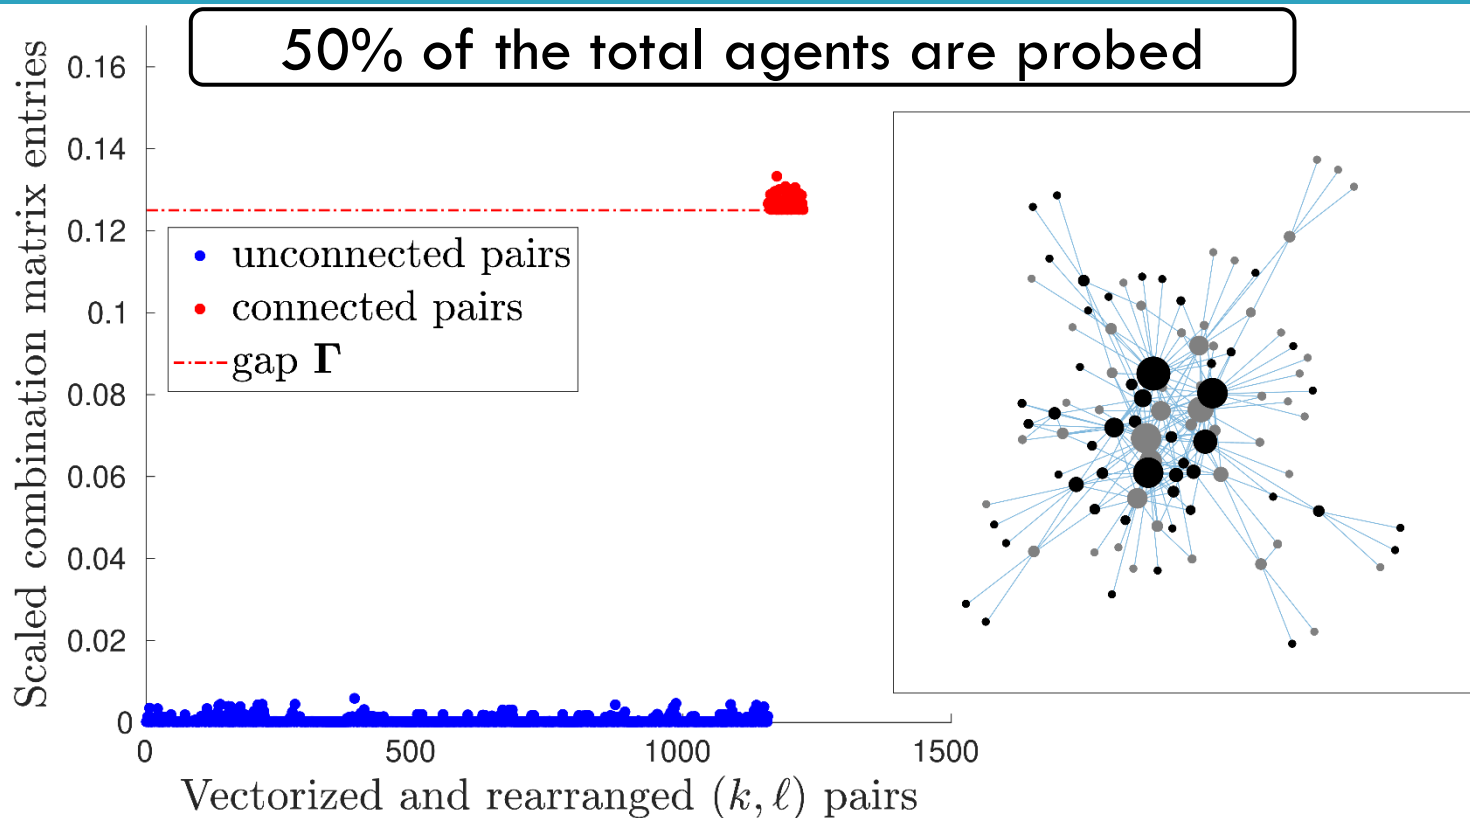 50% of the total agents are probed
Scaled combination matrix entries
0.16
0.14
0.12
0.1
0.08
0.06
0.04
0.02
0
unconnected pairs
connected pairs
gap Γ
0
500
1000
1500
Vectorized and rearranged (k, ℓ) pairs